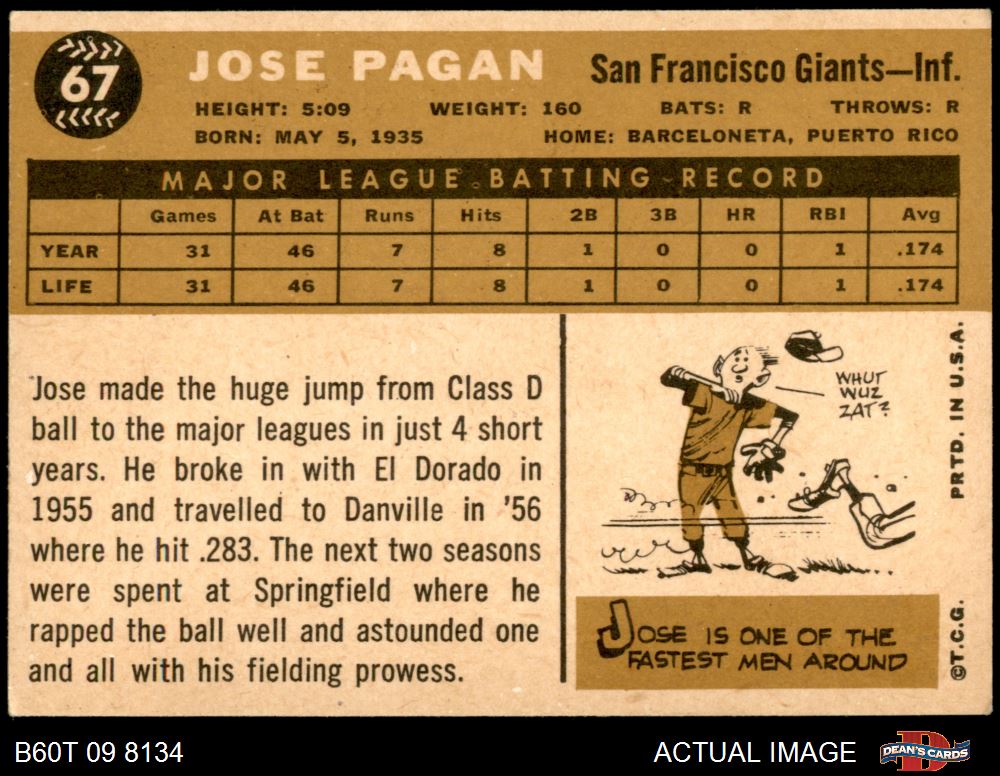 67
JOSE PAGAN
San Francisco Giants—Inf.
HEIGHT: 5:09 WEIGHT: 160 BATS: R THROWS: R
BORN: MAY 5, 1935 HOME: BARCELONETA, PUERTO RICO
MAJOR LEAGUE BATTING RECORD
Games At Bat Runs Hits 2B 3B HR RBI Avg
YEAR 31 46 7 8 1 0 0 1 .174
LIFE 31 46 7 8 1 0 0 1 .174
Jose made the huge jump from Class D
ball to the major leagues in just 4 short
years. He broke in with El Dorado in
1955 and travelled to Danville in '56
where he hit .283. The next two seasons
were spent at Springfield where he
rapped the ball well and astounded one
and all with his fielding prowess.
WHUT
WUZ
ZAT?
JOSE IS ONE OF THE
FASTEST MEN AROUND
©T.C.G. PRTD. IN U.S.A.
B60T 09 8134
ACTUAL IMAGE
DEAN'S CARDS